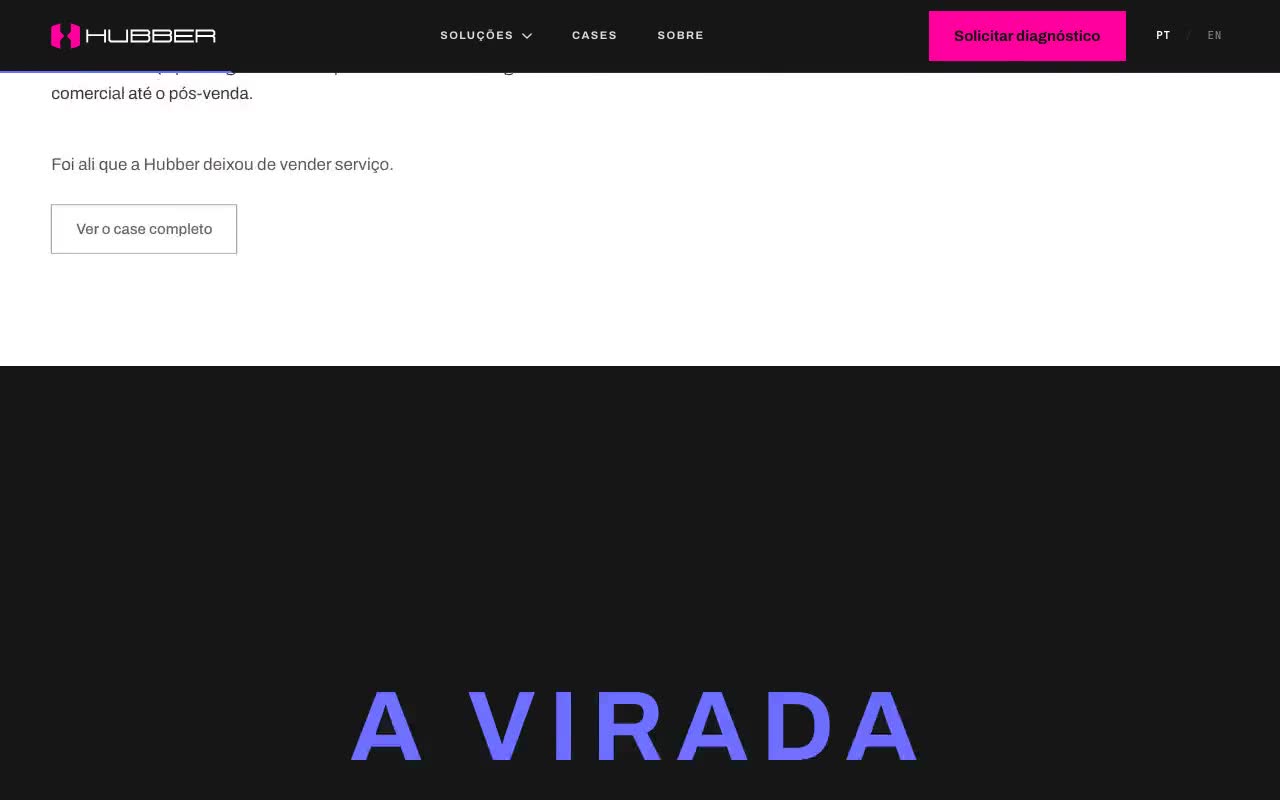 HUBBER
SOLUÇÕES
CASES
SOBRE
Solicitar diagnóstico
PT / EN
comercial até o pós-venda.
Foi ali que a Hubber deixou de vender serviço.
Ver o case completo
A VIRADA